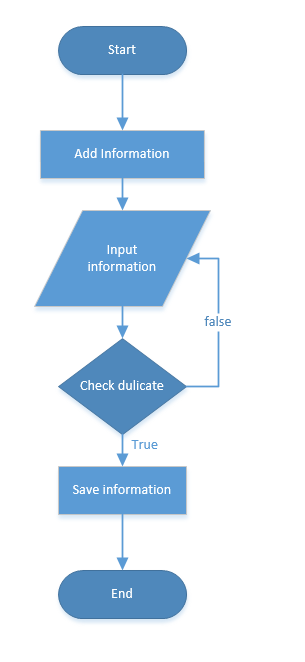 Start
Add Information
Input
information
false
Check dulicate
True
Save information
End